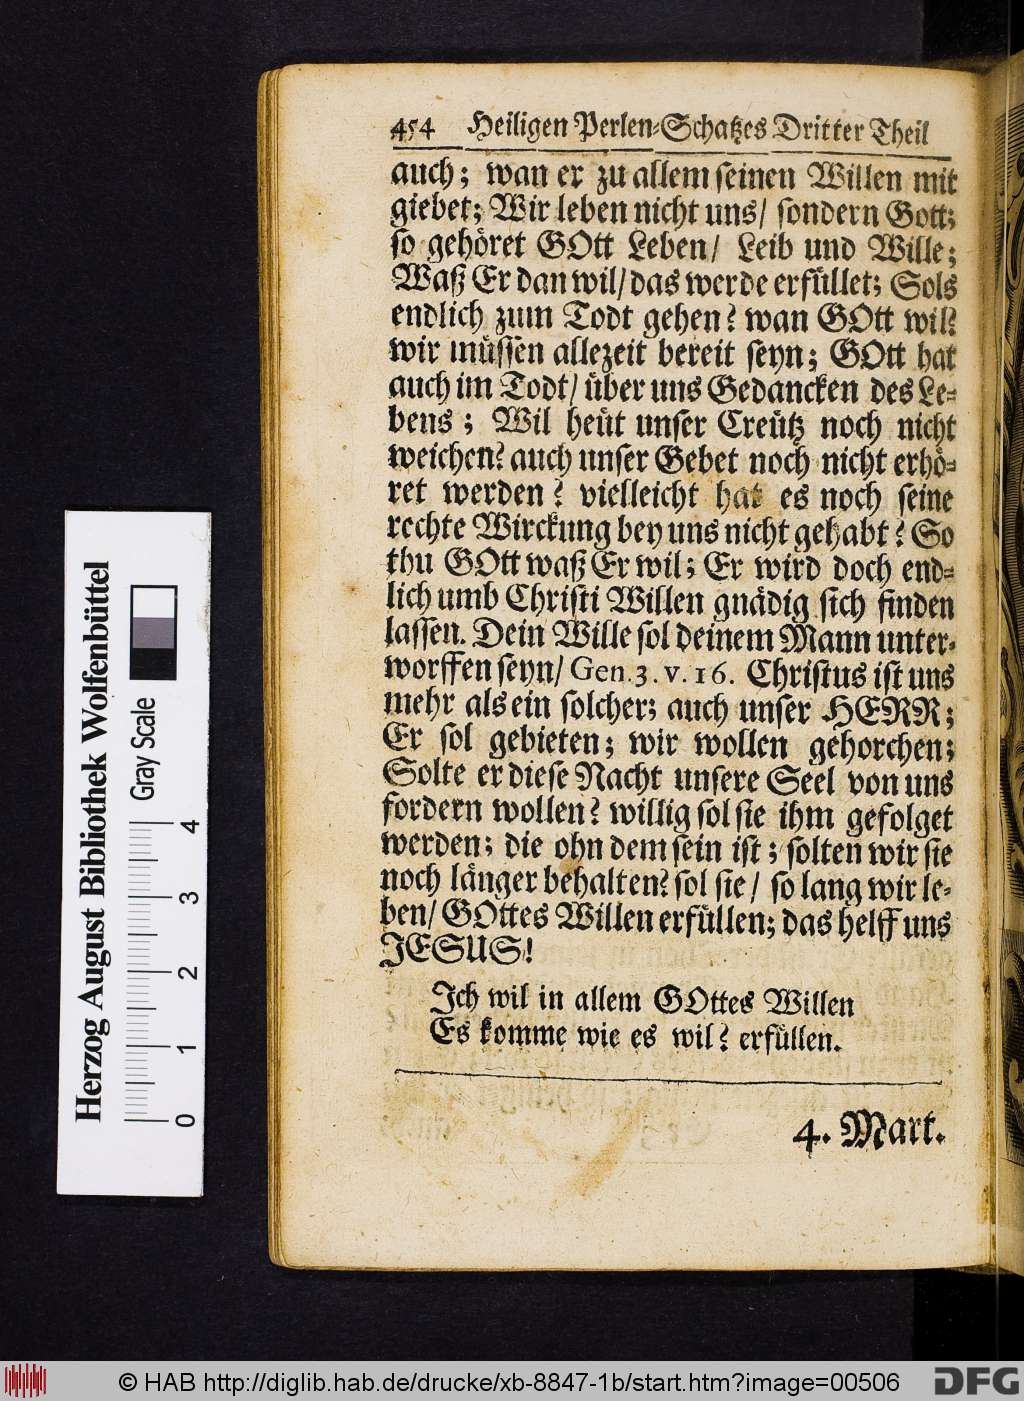 454 Heiligen Perlen-Schatzes Dritter Theil
auch; wan er zu allem seinen Willen mit
giebet; Wir leben nicht uns/ sondern Gott;
so gehöret GOtt Leben/ Leib und Wille;
Waß Er dan wil/ das werde erfüllet; Sols
endlich zum Todt gehen? wan GOtt wil?
wir müssen allezeit bereit seyn; GOtt hat
auch im Todt/ über uns Gedancken des Le-
bens; Wil heüt unser Creütz noch nicht
weichen? auch unser Gebet noch nicht erhö-
ret werden? vielleicht hat es noch seine
rechte Wirckung bey uns nicht gehabt? So
thu GOtt waß Er wil; Er wird doch end-
lich umb Christi Willen gnädig sich finden
lassen. Dein Wille sol deinem Mann unter-
worffen seyn/ Gen. 3. v. 16. Christus ist uns
mehr als ein solcher; auch unser HERR;
Er sol gebieten; wir wollen gehorchen;
Solte er diese Nacht unsere Seel von uns
fordern wollen? willig sol sie ihm gefolget
werden; die ohn dem sein ist; solten wir sie
noch länger behalten? sol sie/ so lang wir le-
ben/ GOttes Willen erfüllen; das helff uns
JESUS!
Ich wil in allem GOttes Willen
Es komme wie es wil? erfüllen.
4. Mart.
Herzog August Bibliothek Wolfenbüttel
Gray Scale
0 1 2 3 4
© HAB http://diglib.hab.de/drucke/xb-8847-1b/start.htm?image=00506
DFG